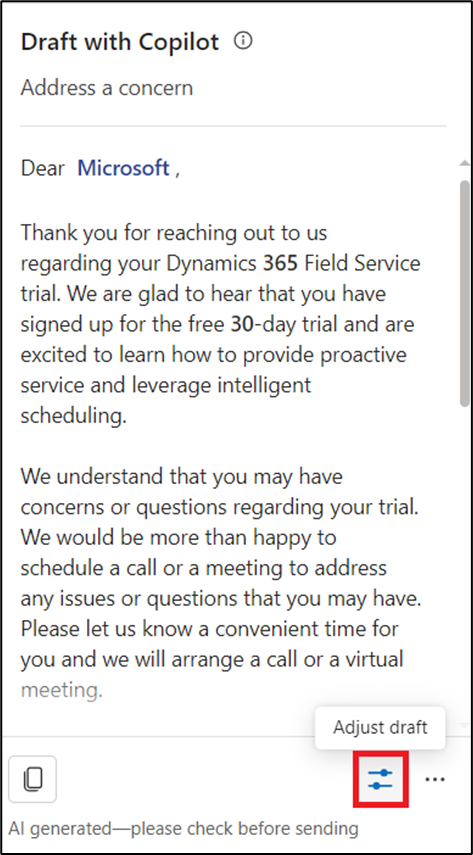 Draft with Copilot
Address a concern
Dear Microsoft ,
Thank you for reaching out to us
regarding your Dynamics 365 Field Service
trial. We are glad to hear that you have
signed up for the free 30-day trial and are
excited to learn how to provide proactive
service and leverage intelligent
scheduling.
We understand that you may have
concerns or questions regarding your trial.
We would be more than happy to
schedule a call or a meeting to address
any issues or questions that you may have.
Please let us know a convenient time for
you and we will arrange a call or a virtual
meeting.
Adjust draft
AI generated—please check before sending